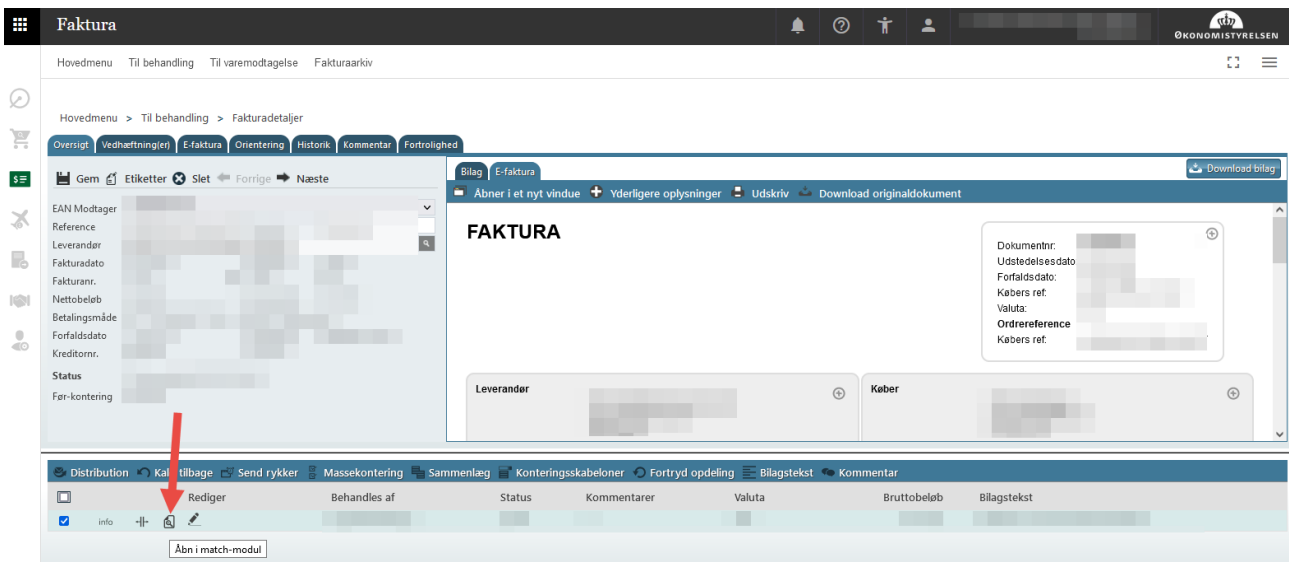 Faktura
ØKONOMISTYRELSEN
Hovedmenu Til behandling Til varemodtagelse Fakturaarkiv
Hovedmenu > Til behandling > Fakturadetaljer
Oversigt Vedhæftning(er) E-faktura Orientering Historik Kommentar Fortrolighed
Gem Etiketter Slet Forrige Næste
EAN Modtager
Reference
Leverandør
Fakturadato
Fakturanr.
Nettobeløb
Betalingsmåde
Forfaldsdato
Kreditornr.
Status
Før-kontering
Bilag E-faktura Download bilag
Åbner i et nyt vindue Yderligere oplysninger Udskriv Download originaldokument
FAKTURA
Dokumentnr:
Udstedelsesdato
Forfaldsdato:
Købers ref:
Valuta:
Ordrereference
Købers ref:
Leverandør Køber
Distribution tilbage Send rykker Massekontering Sammenlæg Konteringsskabeloner Fortryd opdeling Bilagstekst Kommentar
Rediger Behandles af Status Kommentarer Valuta Bruttobeløb Bilagstekst
info
Åbn i match-modul